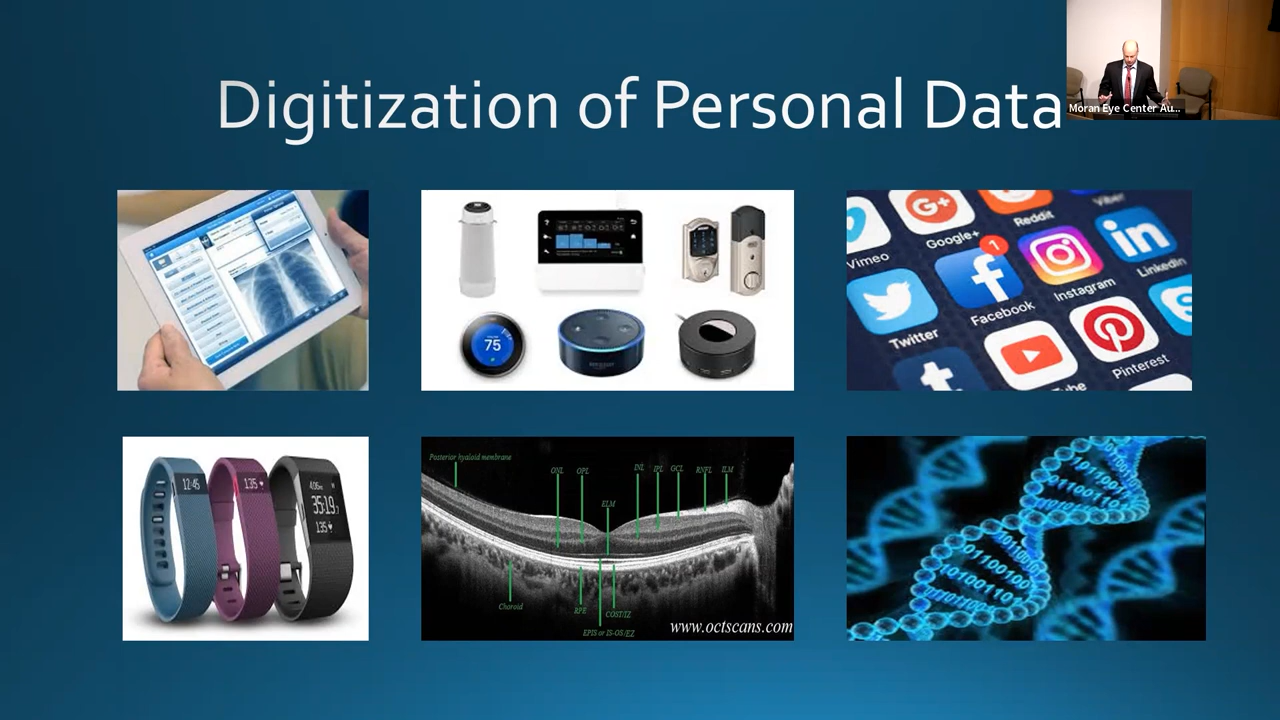 Digitization of Personal Data
Moran Eye Center Au...
75
Vimeo
Google+
1
Reddit
Viber
Twitter
Facebook
Instagram
LinkedIn
Pinterest
12:45
135
35:19
135
Posterior hyaloid membrane
ONL
OPL
ELM
INL
IPL
GCL
RNFL
ILM
Choroid
RPE
COST/IZ
EPIS or IS-OS/EZ
www.octscans.com